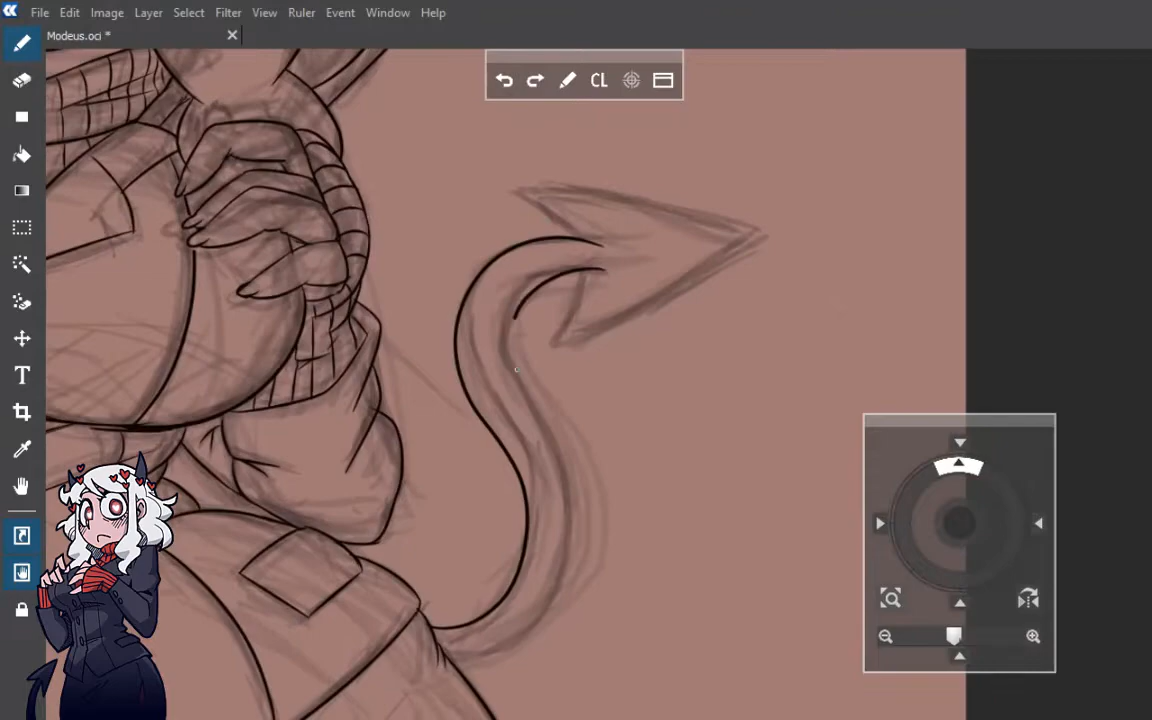 File Edit Image Layer Select Filter View Ruler Event Window Help
Modeus.oci *
CL